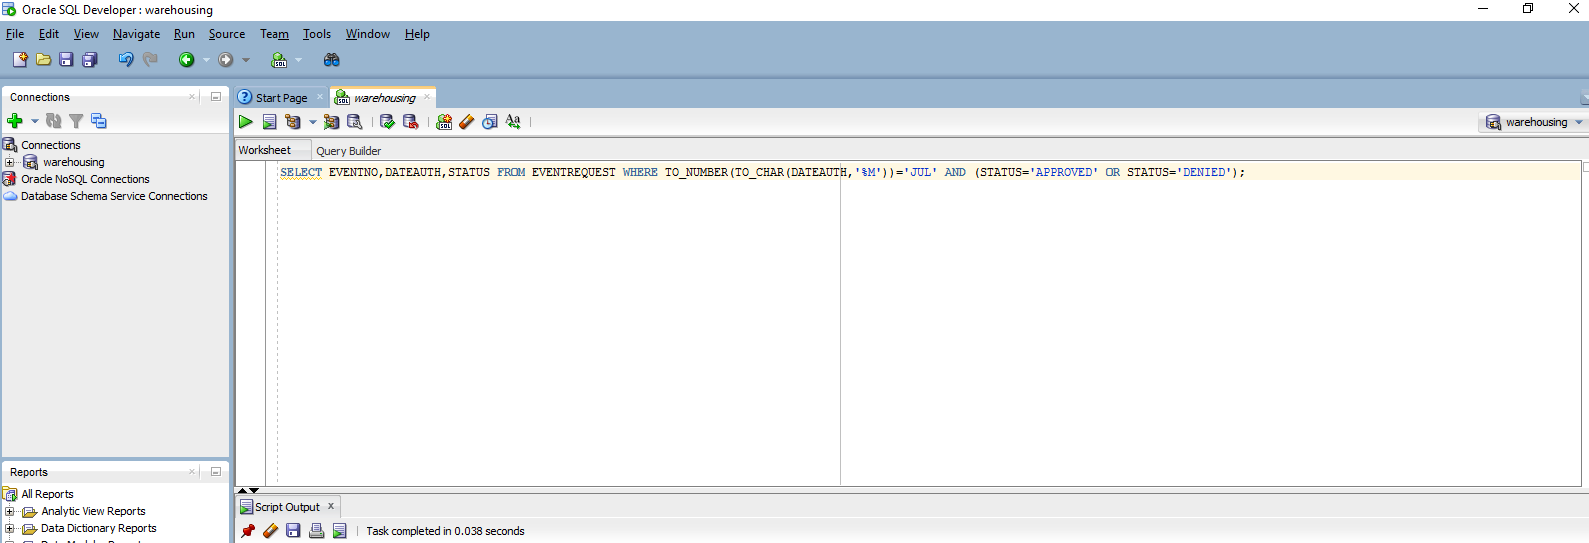 Oracle SQL Developer : warehousing
File Edit View Navigate Run Source Team Tools Window Help
Connections
Start Page
warehousing
warehousing
Connections
warehousing
Oracle NoSQL Connections
Database Schema Service Connections
Worksheet Query Builder
SELECT EVENTNO,DATEAUTH,STATUS FROM EVENTREQUEST WHERE TO_NUMBER(TO_CHAR(DATEAUTH,'%M'))='JUL' AND (STATUS='APPROVED' OR STATUS='DENIED');
Reports
All Reports
Analytic View Reports
Data Dictionary Reports
Script Output
Task completed in 0.038 seconds